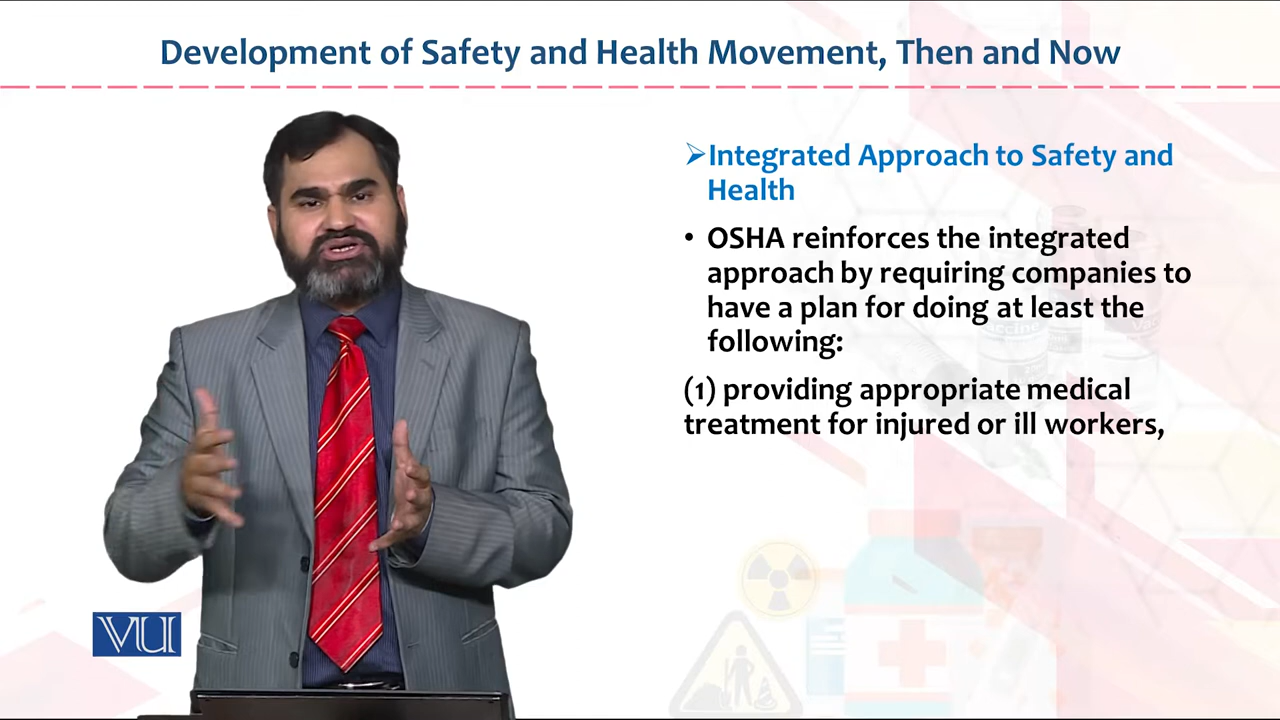 Development of Safety and Health Movement, Then and Now
➢Integrated Approach to Safety and
Health
• OSHA reinforces the integrated
approach by requiring companies to
have a plan for doing at least the
following:
(1) providing appropriate medical
treatment for injured or ill workers,
VU